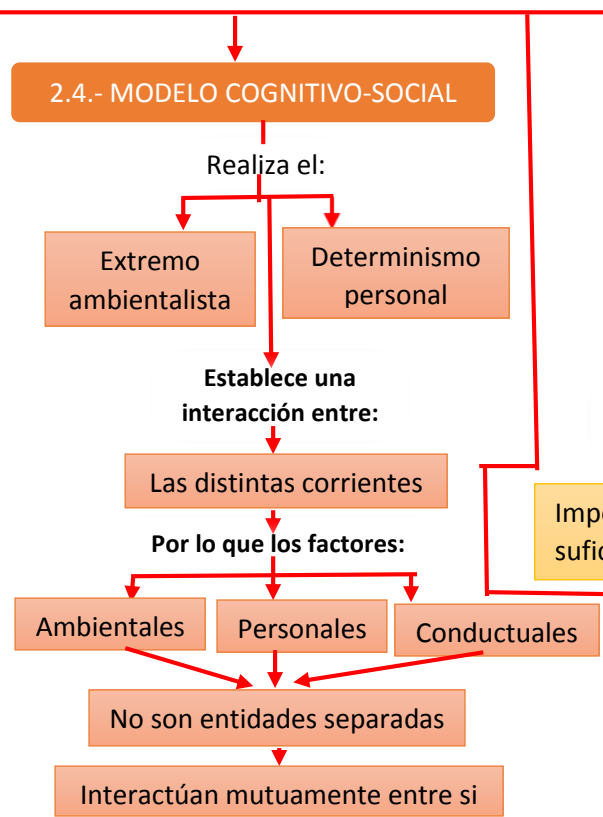 2.4.- MODELO COGNITIVO-SOCIAL
Realiza el:
Extremo
ambientalista
Determinismo
personal
Establece una
interacción entre:
Las distintas corrientes
Por lo que los factores:
Ambientales
Personales
Conductuales
No son entidades separadas
Interactúan mutuamente entre si